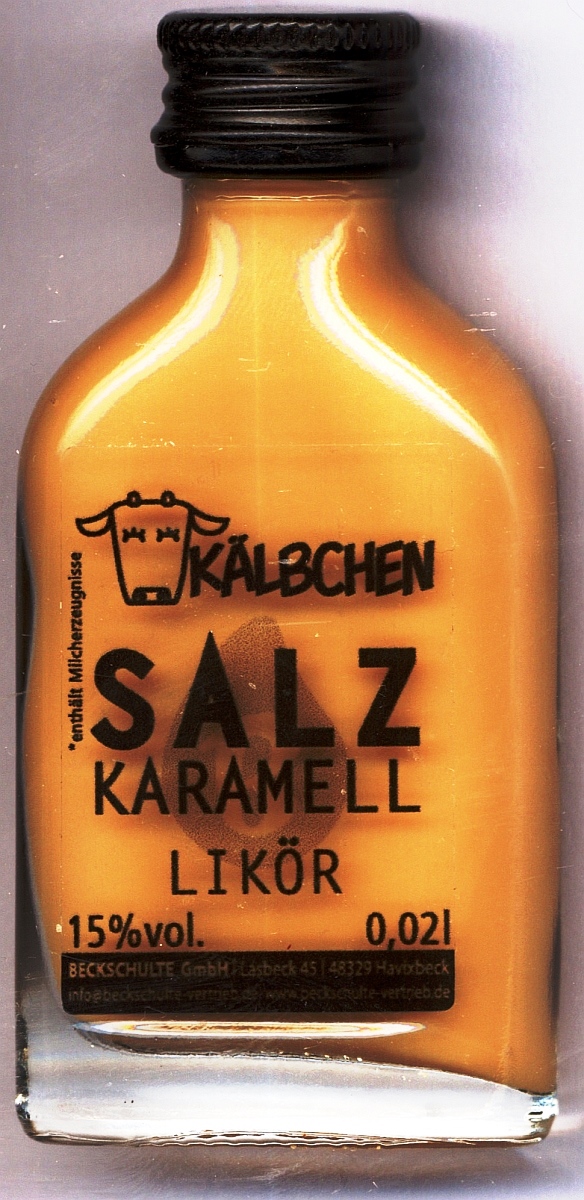 KÄLBCHEN
*enthält Milcherzeugnisse
SALZ
KARAMELL
LIKÖR
15%vol. 0,02l
BECKSCHULTE GmbH Lasbeck 45 | 48329 Havixbeck
info@beckschulte-vertrieb.de www.beckschulte-vertrieb.de